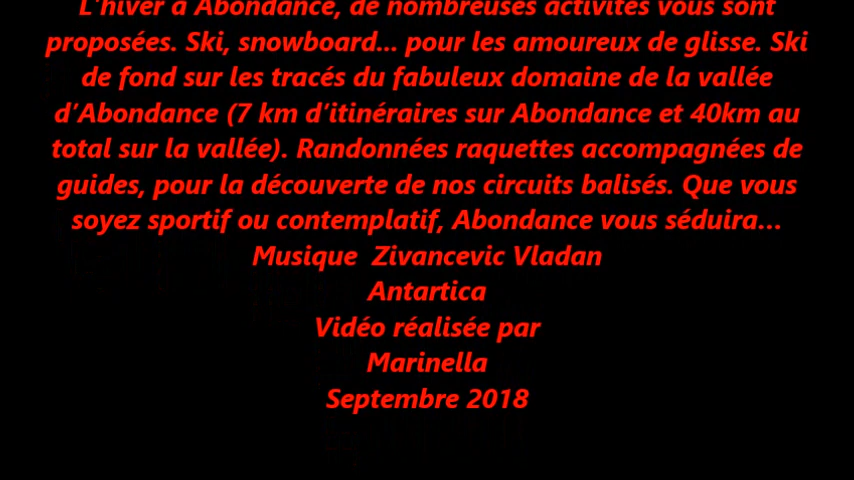 L'hiver à Abondance, de nombreuses activités vous sont
proposées. Ski, snowboard... pour les amoureux de glisse. Ski
de fond sur les tracés du fabuleux domaine de la vallée
d'Abondance (7 km d'itinéraires sur Abondance et 40km au
total sur la vallée). Randonnées raquettes accompagnées de
guides, pour la découverte de nos circuits balisés. Que vous
soyez sportif ou contemplatif, Abondance vous séduira...
Musique  Zivancevic Vladan
Antartica
Vidéo réalisée par
Marinella
Septembre 2018